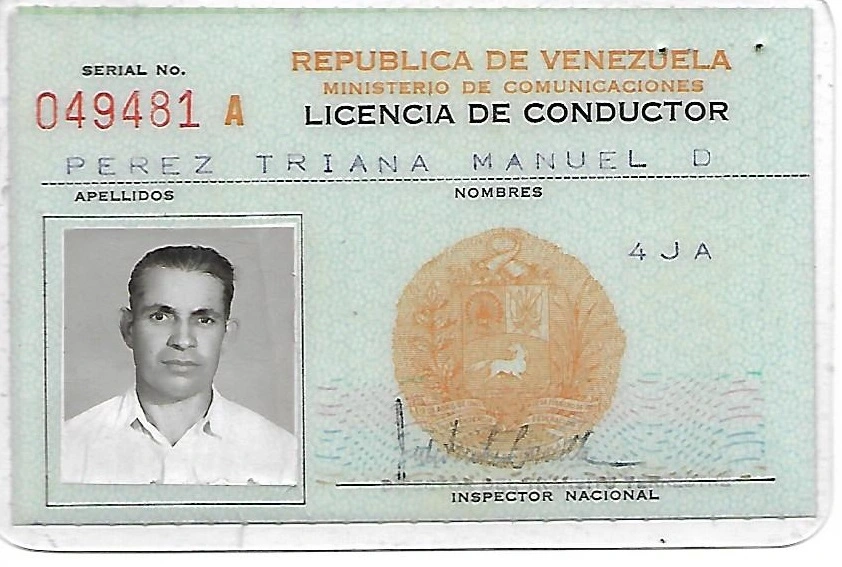 SERIAL No.
049481 A
REPUBLICA DE VENEZUELA
MINISTERIO DE COMUNICACIONES
LICENCIA DE CONDUCTOR
PEREZ TRIANA MANUEL D
APELLIDOS
NOMBRES
4JA
INSPECTOR NACIONAL